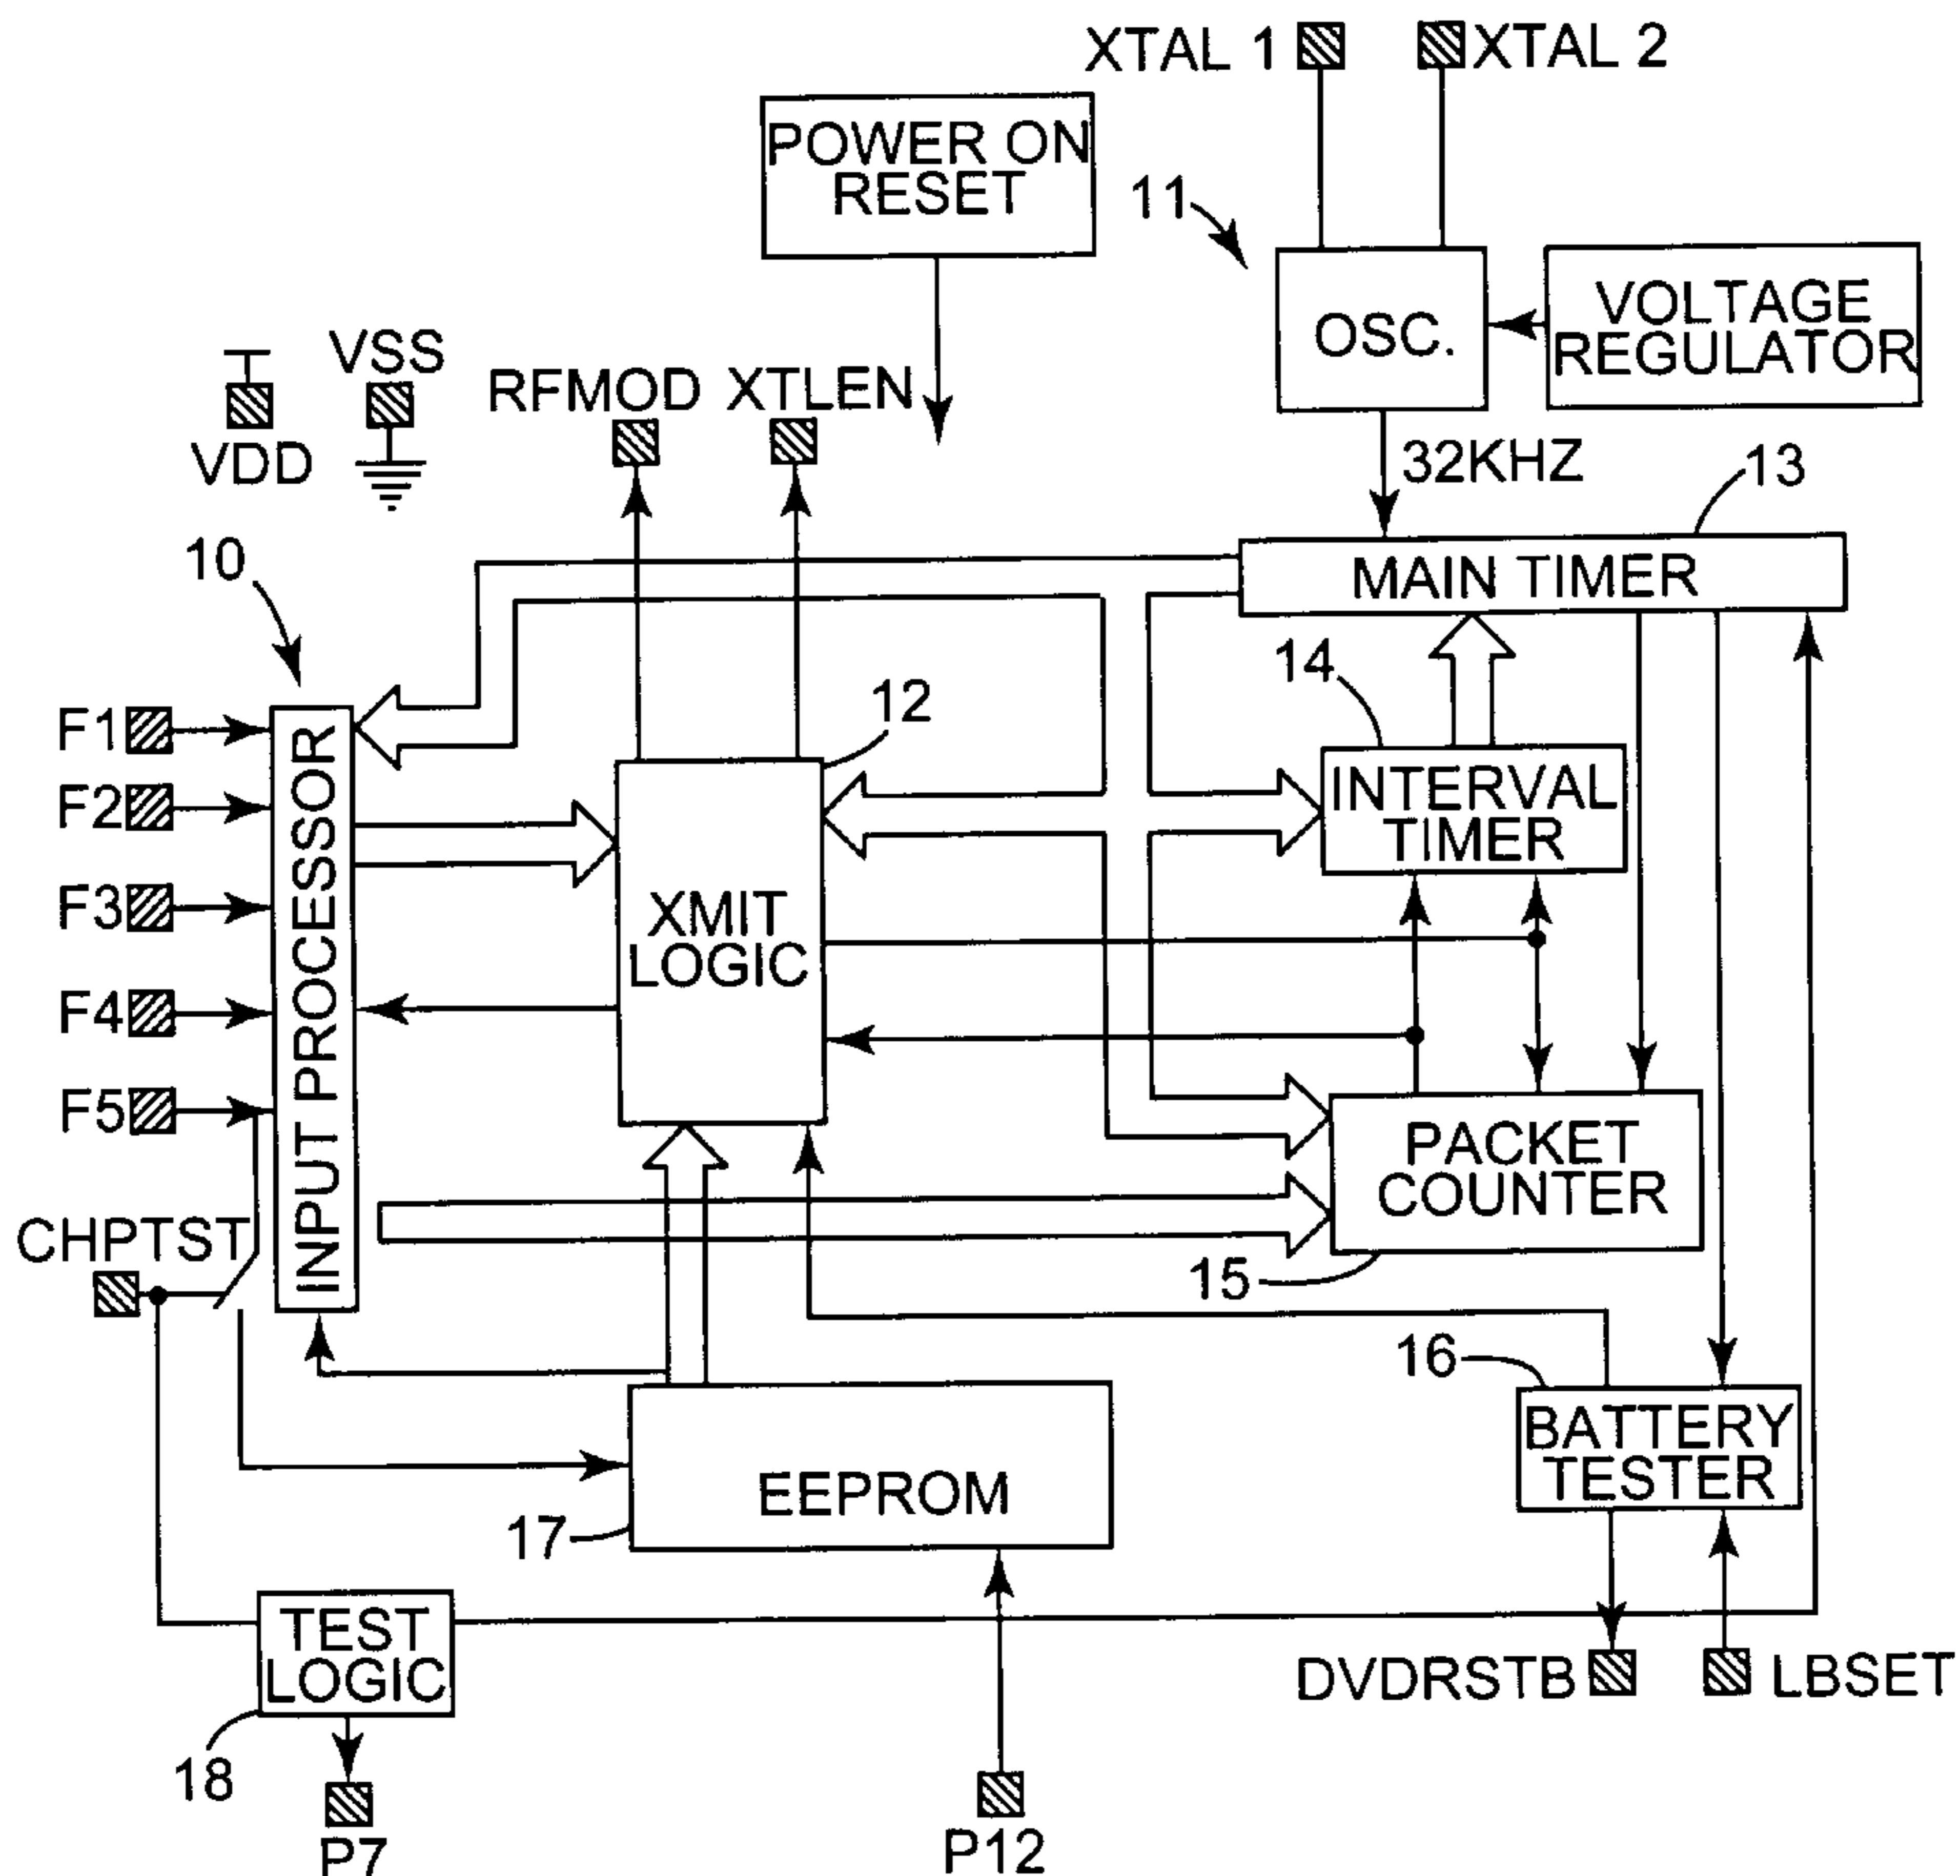 XTAL 1
XTAL 2
POWER ON
RESET
11
OSC.
VOLTAGE
REGULATOR
VSS
VDD
RFMOD
XTLEN
32KHZ
13
10
MAIN TIMER
14
12
F1
F2
F3
F4
F5
INPUT PROCESSOR
INTERVAL
TIMER
XMIT
LOGIC
PACKET
COUNTER
CHPTST
15
16
BATTERY
TESTER
EEPROM
17
TEST
LOGIC
DVDRSTB
LBSET
18
P7
P12